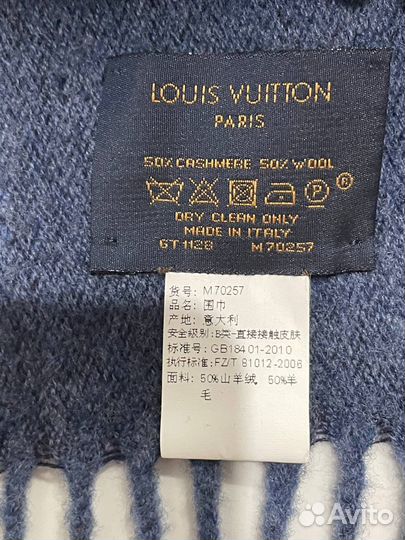 LOUIS VUITTON
PARIS
50% CASHMERE 50% WOOL
P ®
DRY CLEAN ONLY
MADE IN ITALY
GT1128 M70257
货号: M70257
品名: 围巾
产地: 意大利
安全级别: B类-直接接触皮肤
标准号: GB18401-2010
执行标准: FZ/T 81012-2006
面料: 50%山羊绒 50%羊
毛
Avito